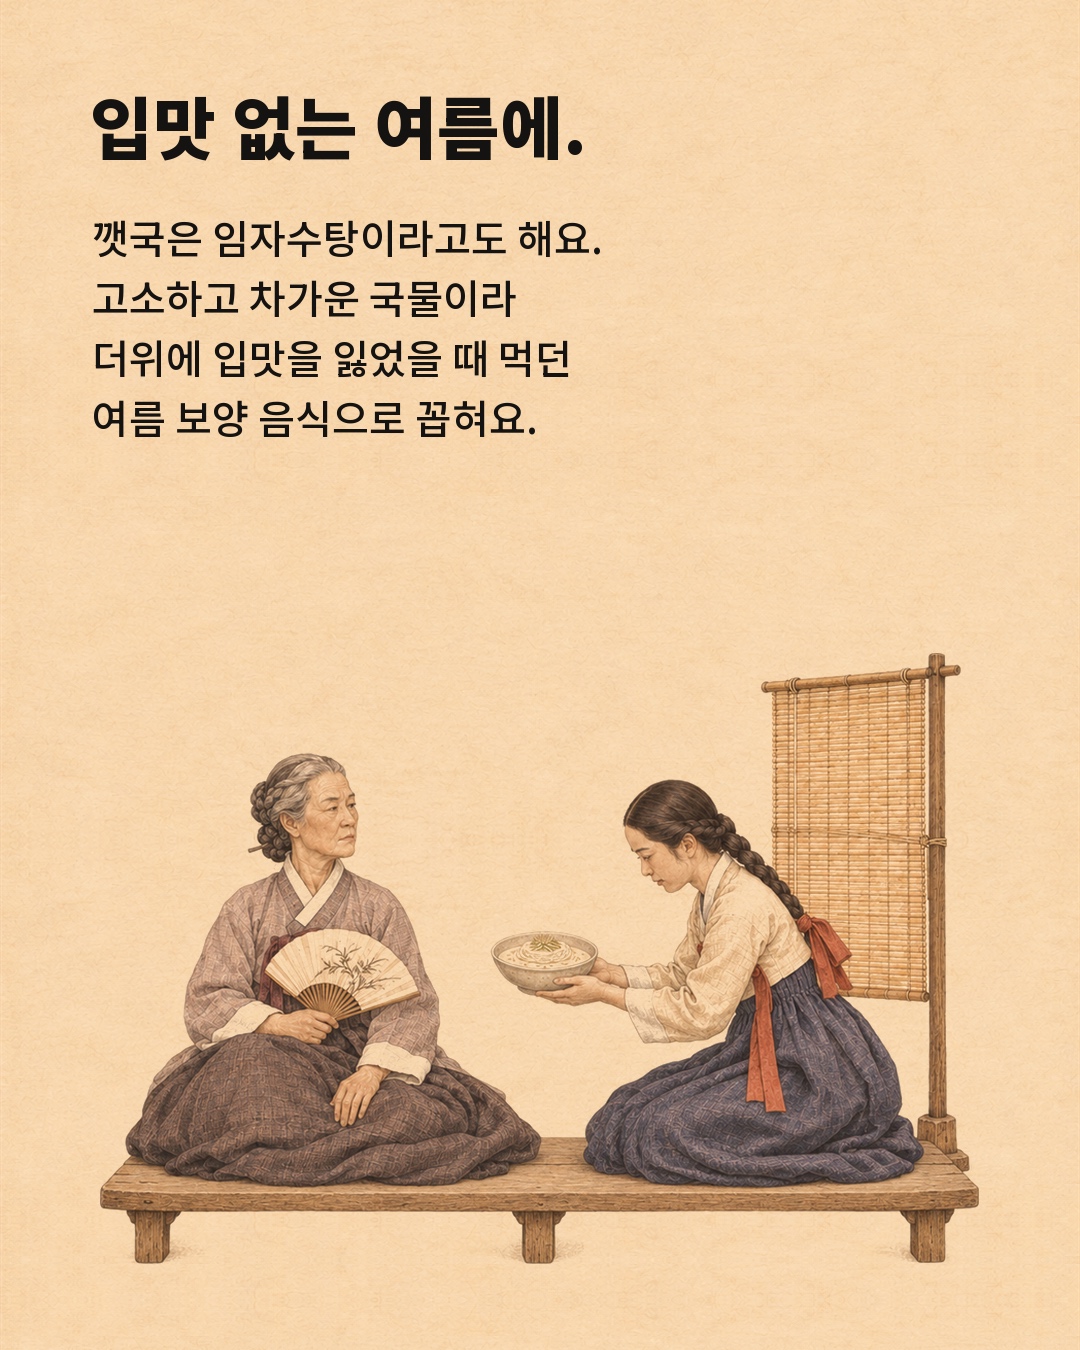 입맛 없는 여름에.
깻국은 임자수탕이라고도 해요.
고소하고 차가운 국물이라
더위에 입맛을 잃었을 때 먹던
여름 보양 음식으로 꼽혀요.